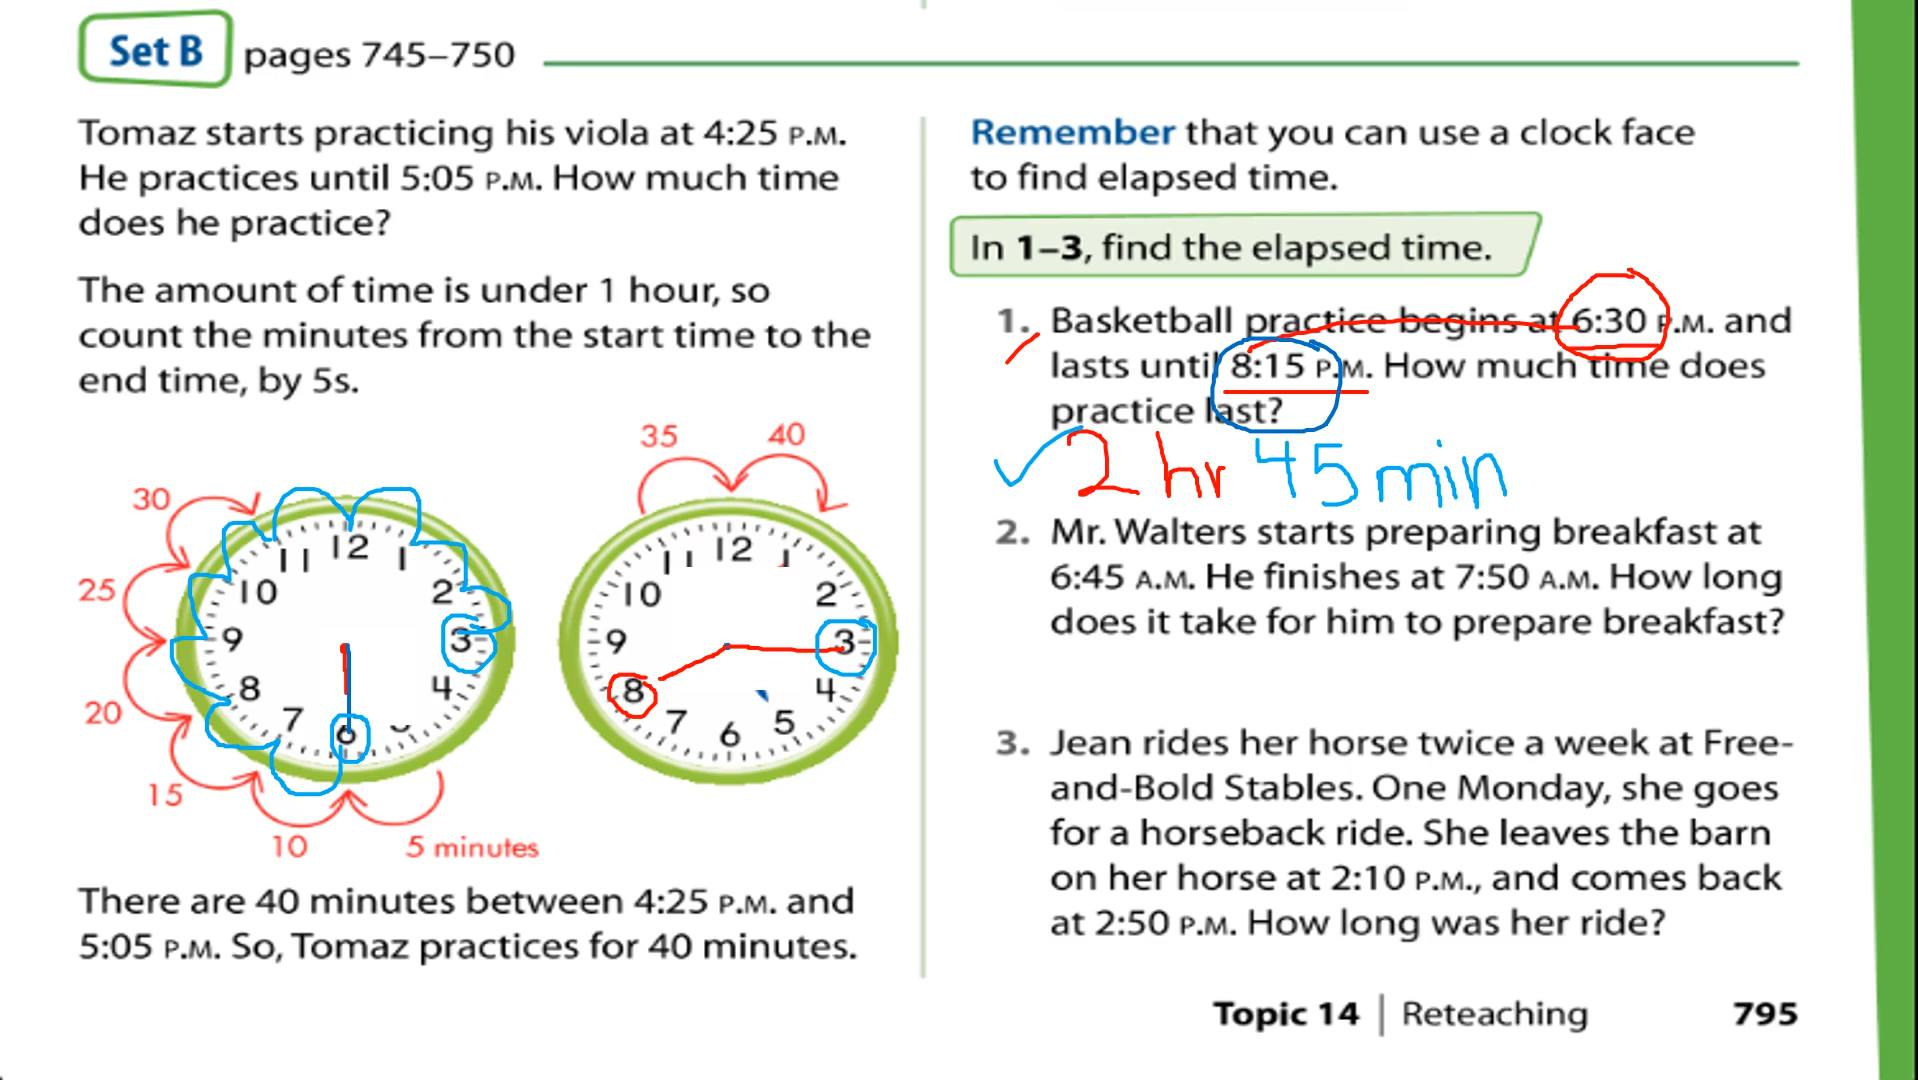 Set B pages 745–750
Tomaz starts practicing his viola at 4:25 P.M.
He practices until 5:05 P.M. How much time
does he practice?
The amount of time is under 1 hour, so
count the minutes from the start time to the
end time, by 5s.
35 40
30
25
20
15
10 5 minutes
12
11 1
10 2
9 3
8 4
7 6
12
11 1
10 2
9 3
8 4
7 6 5
There are 40 minutes between 4:25 P.M. and
5:05 P.M. So, Tomaz practices for 40 minutes.
Remember that you can use a clock face
to find elapsed time.
In 1–3, find the elapsed time.
1. Basketball practice begins at 6:30 P.M. and
lasts until 8:15 P.M. How much time does
practice last?
2 hr 45 min
2. Mr. Walters starts preparing breakfast at
6:45 A.M. He finishes at 7:50 A.M. How long
does it take for him to prepare breakfast?
3. Jean rides her horse twice a week at Free-
and-Bold Stables. One Monday, she goes
for a horseback ride. She leaves the barn
on her horse at 2:10 P.M., and comes back
at 2:50 P.M. How long was her ride?
Topic 14 | Reteaching 795